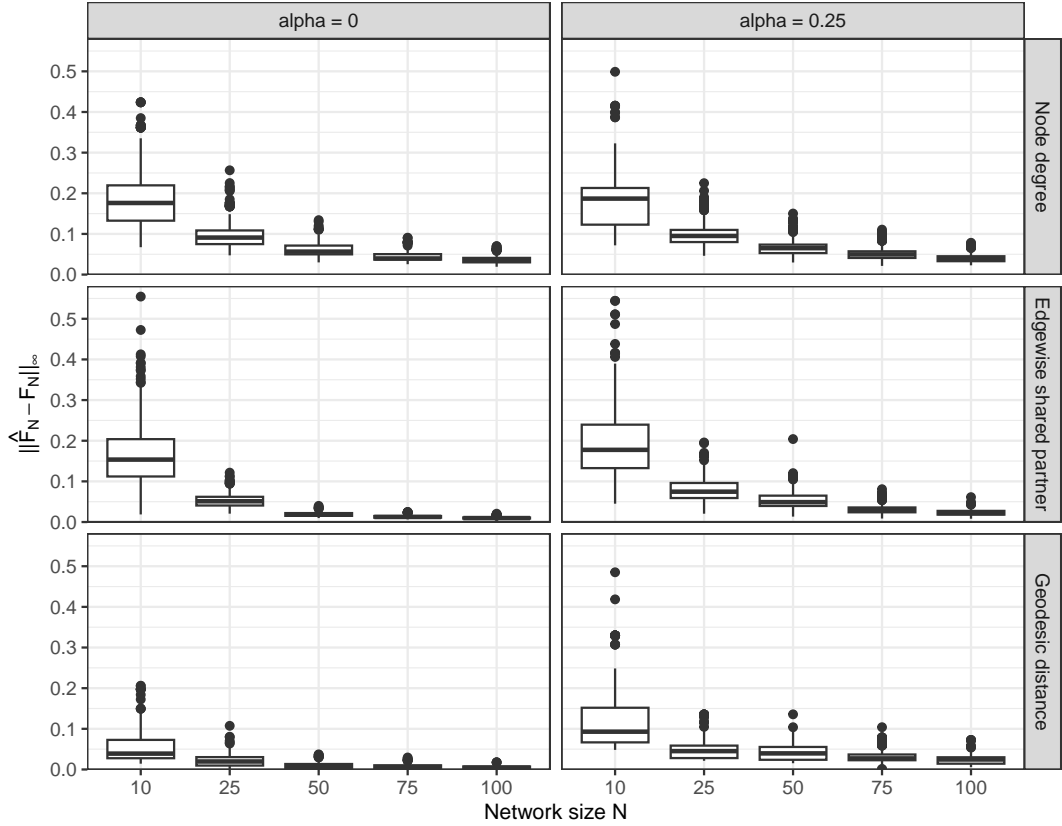 alpha = 0
alpha = 0.25
0.5
0.4
0.3
0.2
0.1
0.0
Node degree
0.5
0.4
0.3
0.2
0.1
0.0
Edgewise shared partner
0.5
0.4
0.3
0.2
0.1
0.0
Geodesic distance
||F̂_N − F_N||_∞
10 25 50 75 100
10 25 50 75 100
Network size N